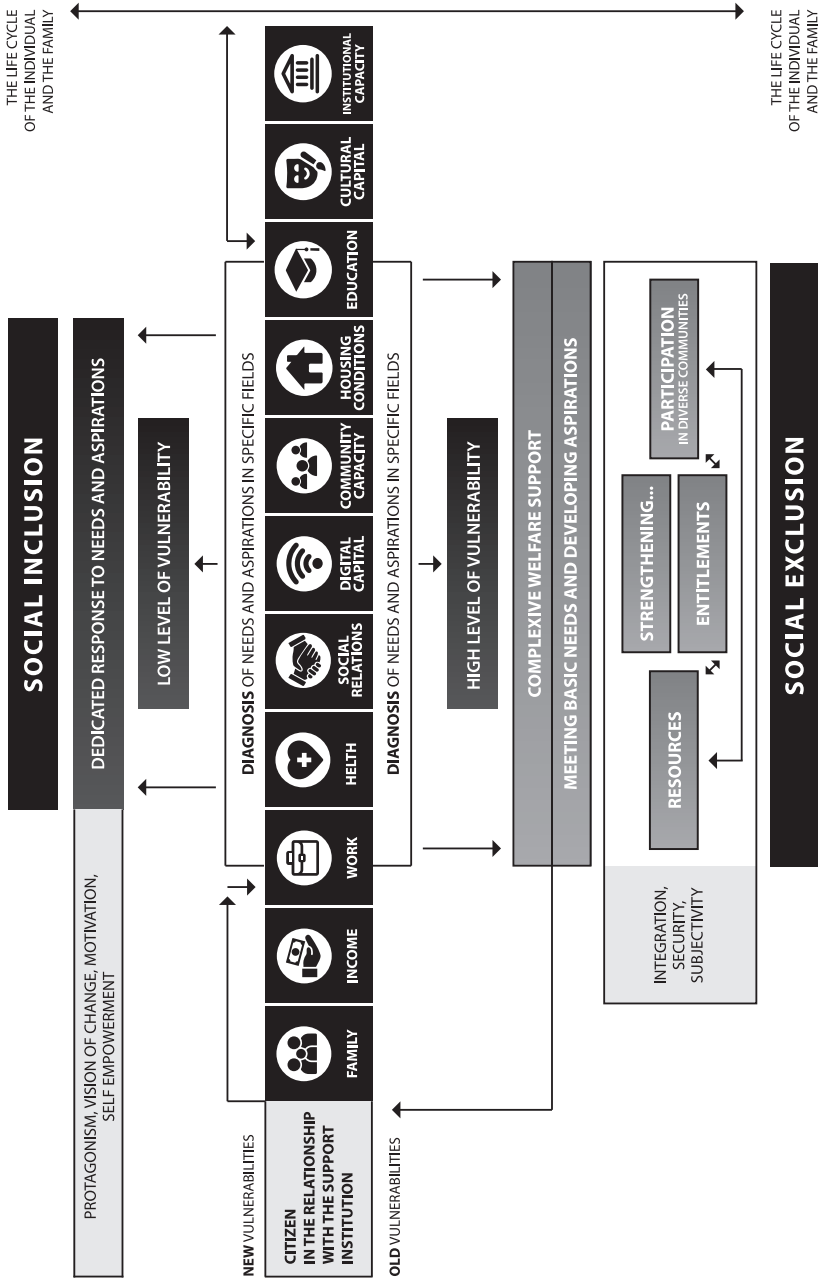 SOCIAL INCLUSION
THE LIFE CYCLE
OF THE INDIVIDUAL
AND THE FAMILY
PROTAGONISM, VISION OF CHANGE, MOTIVATION,
SELF EMPOWERMENT
DEDICATED RESPONSE TO NEEDS AND ASPIRATIONS
LOW LEVEL OF VULNERABILITY
NEW VULNERABILITIES
DIAGNOSIS OF NEEDS AND ASPIRATIONS IN SPECIFIC FIELDS
CITIZEN
IN THE RELATIONSHIP
WITH THE SUPPORT
INSTITUTION
FAMILY
INCOME
WORK
HELTH
SOCIAL
RELATIONS
DIGITAL
CAPITAL
COMMUNITY
CAPACITY
HOUSING
CONDITIONS
EDUCATION
CULTURAL
CAPITAL
INSTITUTIONAL
CAPACITY
OLD VULNERABILITIES
DIAGNOSIS OF NEEDS AND ASPIRATIONS IN SPECIFIC FIELDS
HIGH LEVEL OF VULNERABILITY
COMPLEXIVE WELFARE SUPPORT
MEETING BASIC NEEDS AND DEVELOPING ASPIRATIONS
INTEGRATION,
SECURITY,
SUBJECTIVITY
RESOURCES
STRENGTHENING...
ENTITLEMENTS
PARTICIPATION
IN DIVERSE COMMUNITIES
SOCIAL EXCLUSION
THE LIFE CYCLE
OF THE INDIVIDUAL
AND THE FAMILY